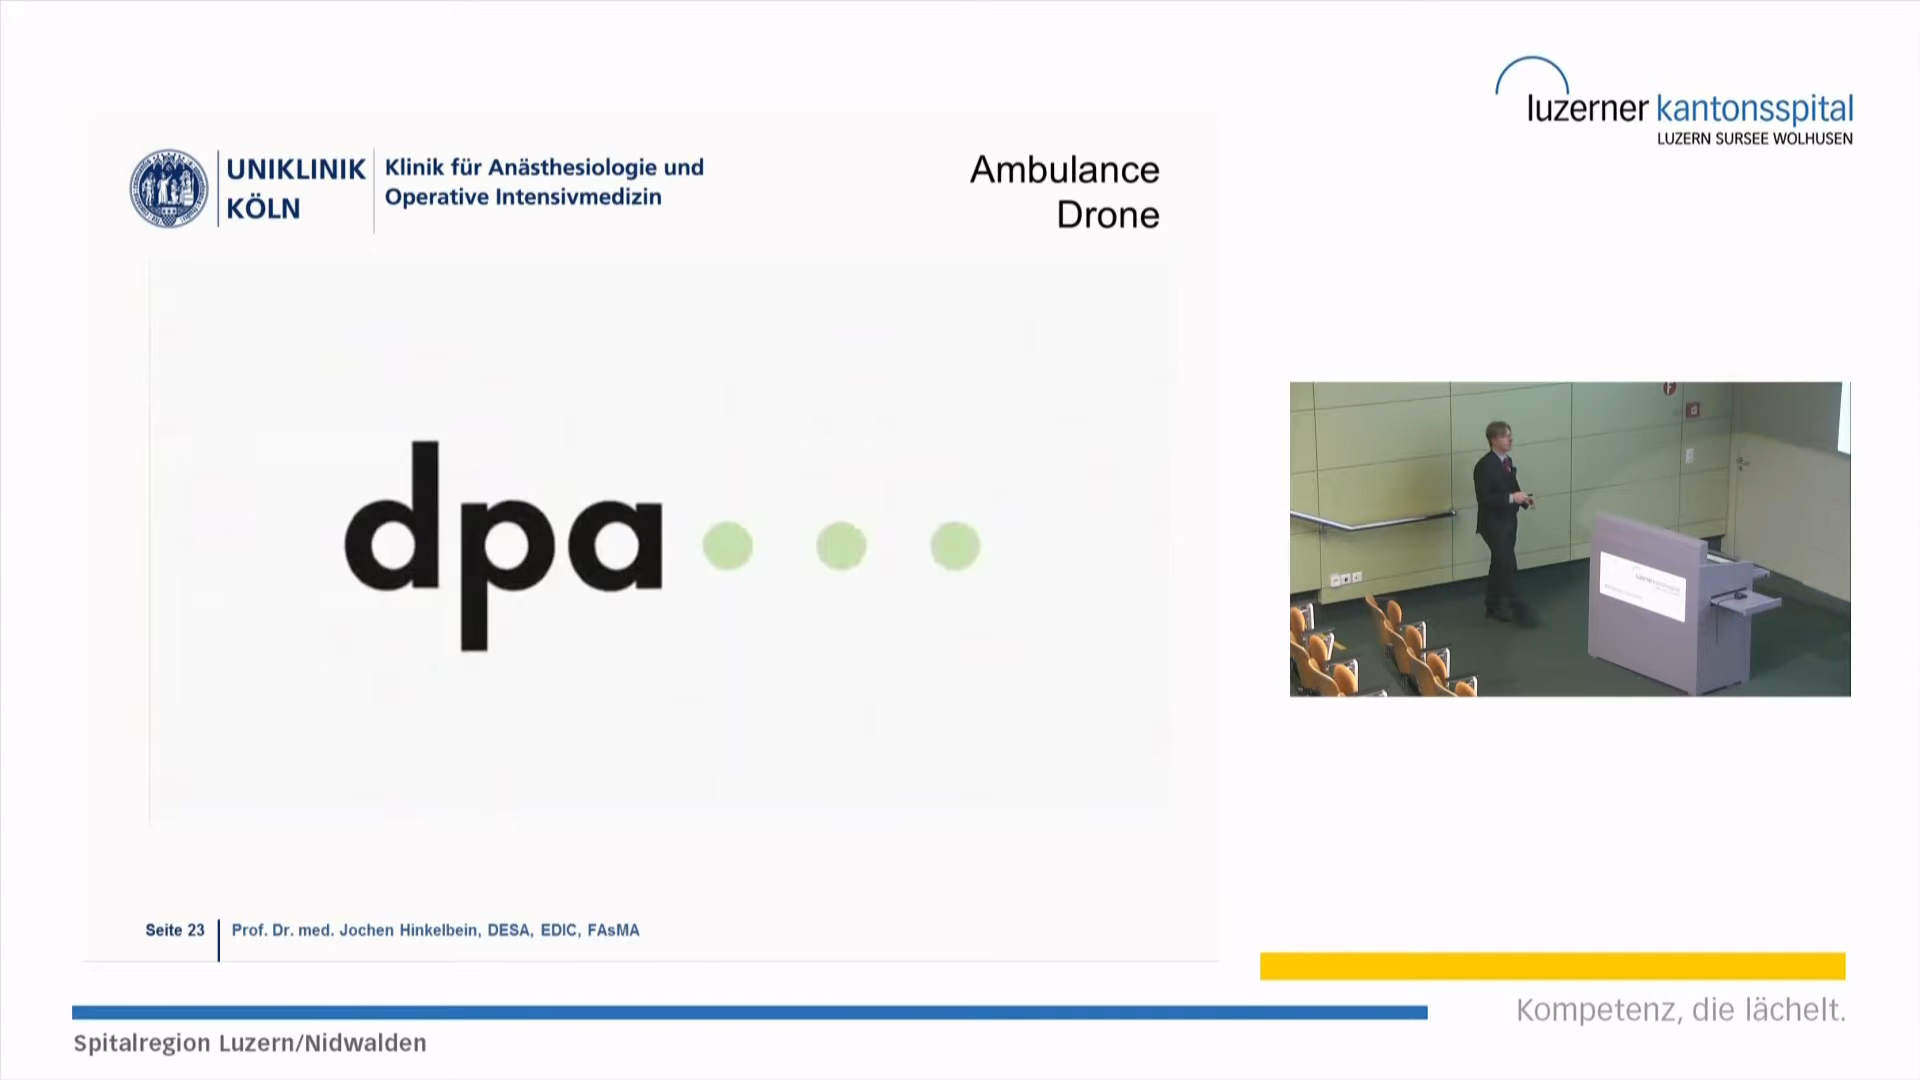 luzerner kantonsspital
LUZERN SURSEE WOLHUSEN
UNIKLINIK
KÖLN
Klinik für Anästhesiologie und
Operative Intensivmedizin
Ambulance
Drone
dpa
Seite 23
Prof. Dr. med. Jochen Hinkelbein, DESA, EDIC, FAsMA
Kompetenz, die lächelt.
Spitalregion Luzern/Nidwalden